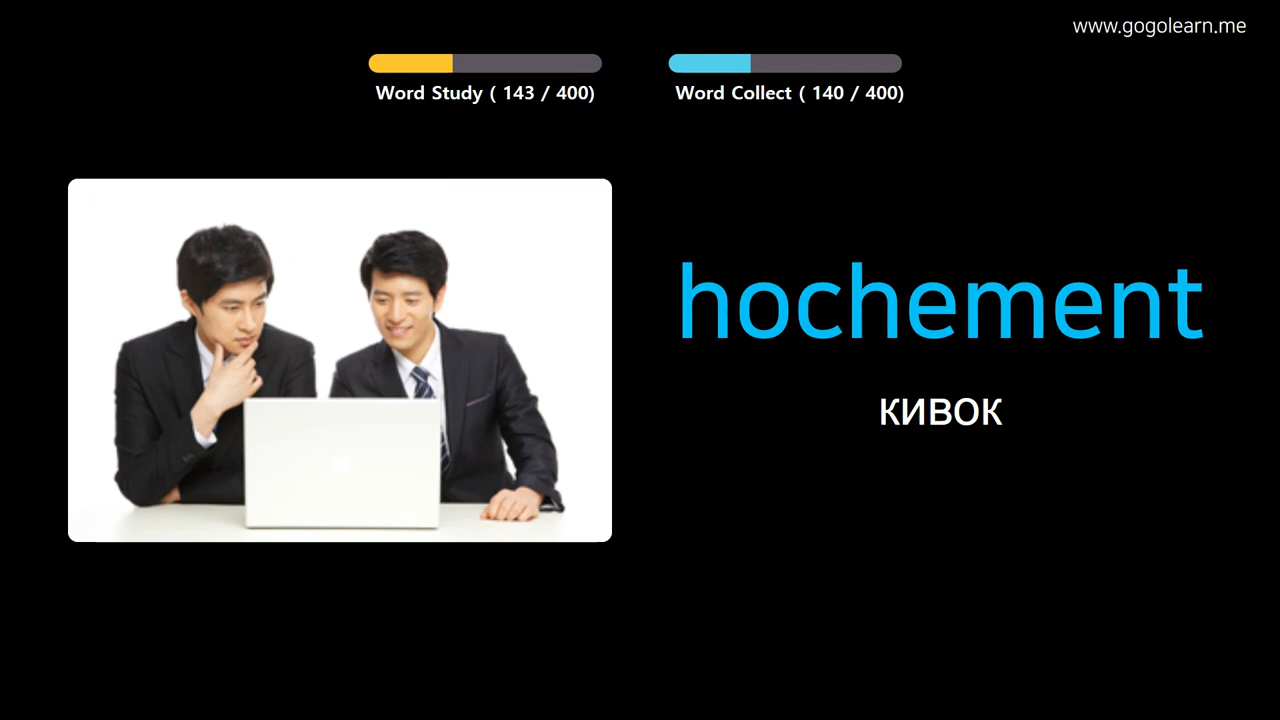 www.gogolearn.me
Word Study ( 143 / 400)
Word Collect ( 140 / 400)
hochement
кивок